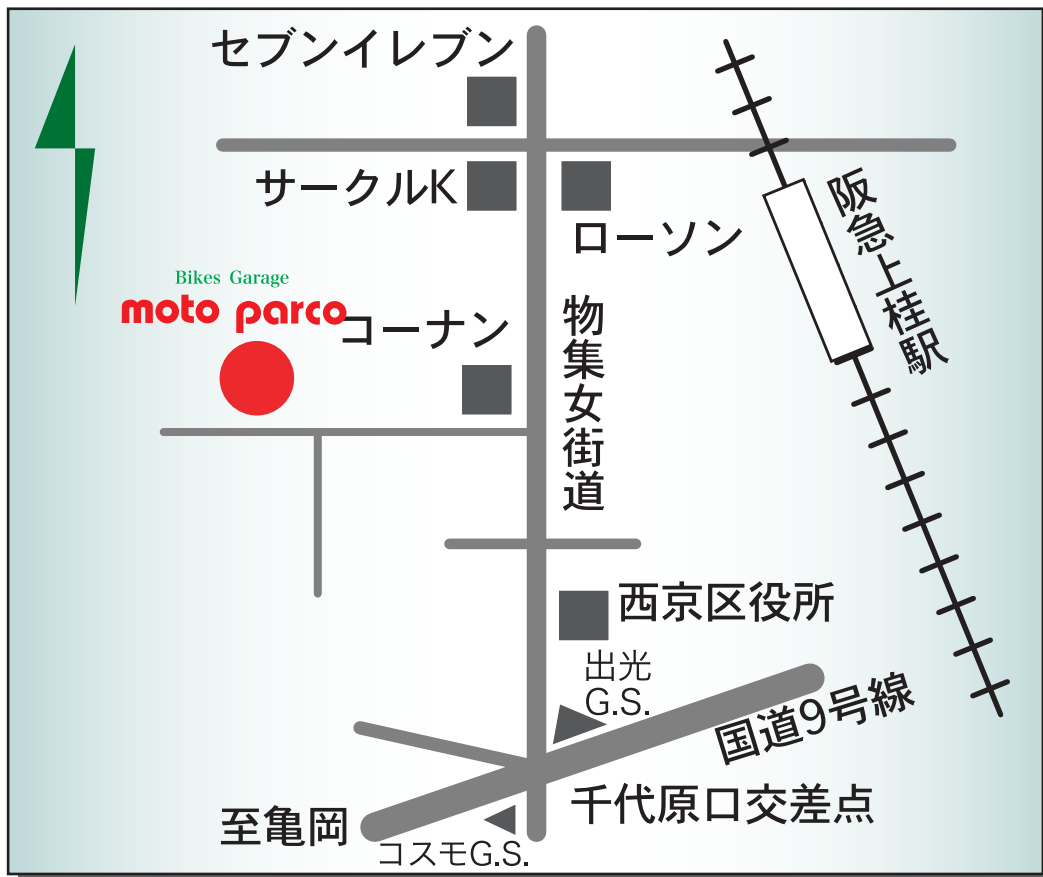 セブンイレブン
サークルK
ローソン
阪急上桂駅
Bikes Garage
moto parco
コーナン
物集女街道
西京区役所
出光
G.S.
国道9号線
千代原口交差点
至亀岡
コスモG.S.